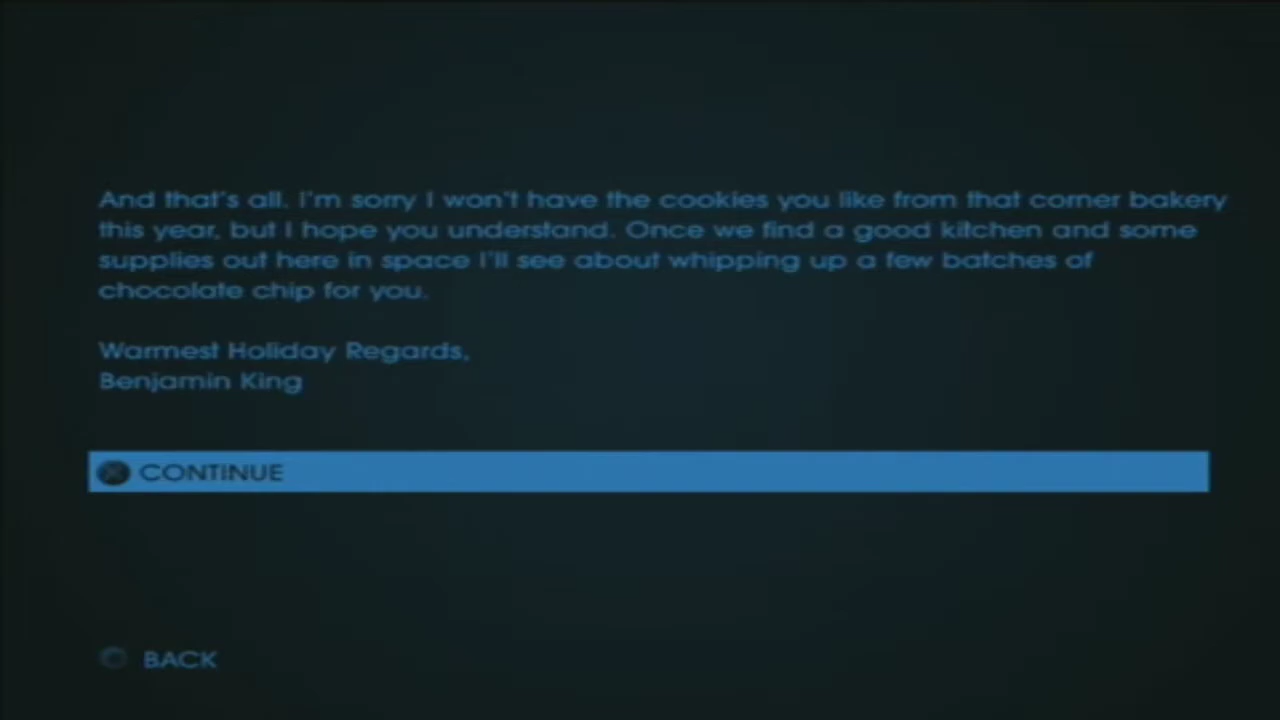 And that's all. I'm sorry I won't have the cookies you like from that corner bakery
this year, but I hope you understand. Once we find a good kitchen and some
supplies out here in space I'll see about whipping up a few batches of
chocolate chip for you.
Warmest Holiday Regards,
Benjamin King
CONTINUE
BACK